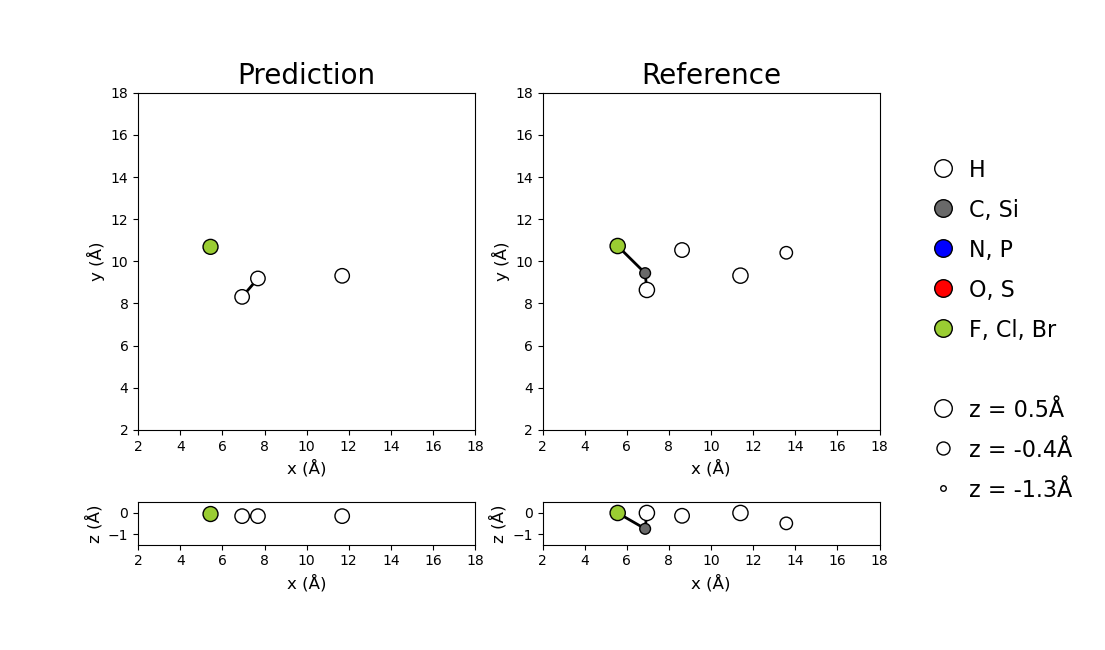 Prediction
Reference
18
16
14
12
10
8
6
4
2
y (Å)
2 4 6 8 10 12 14 16 18
x (Å)
18
16
14
12
10
8
6
4
2
y (Å)
2 4 6 8 10 12 14 16 18
x (Å)
0
−1
z (Å)
2 4 6 8 10 12 14 16 18
x (Å)
0
−1
z (Å)
2 4 6 8 10 12 14 16 18
x (Å)
H
C, Si
N, P
O, S
F, Cl, Br
z = 0.5Å
z = -0.4Å
z = -1.3Å